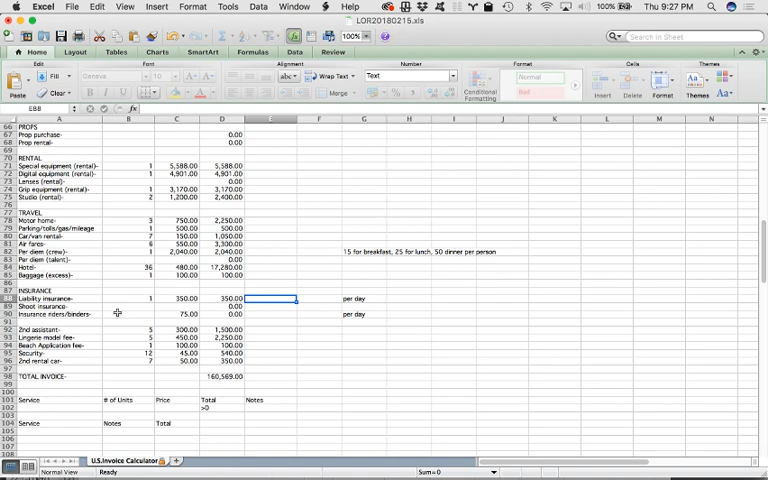 Excel File Edit View Insert Format Tools Data Window Help 100% Thu 9:27 PM
LOR20180215.xls
100% Search in Sheet
Home Layout Tables Charts SmartArt Formulas Data Review
Edit Font Alignment Number Format Cells Themes
Fill Geneva 10 abc Wrap Text Text Normal
Paste Clear B I U Merge % Conditional Formatting Bad Insert Delete Format Themes Aa
E88 fx
A B C D E F G H I J K L M N
66 PROPS
67 Prop purchase- 0.00
68 Prop rental- 0.00
69
70 RENTAL
71 Special equipment (rental)- 1 5,588.00 5,588.00
72 Digital equipment (rental)- 1 4,901.00 4,901.00
73 Lenses (rental)- 0.00
74 Grip equipment (rental)- 1 3,170.00 3,170.00
75 Studio (rental)- 2 1,200.00 2,400.00
76
77 TRAVEL
78 Motor home- 3 750.00 2,250.00
79 Parking/tolls/gas/mileage 1 500.00 500.00
80 Car/van rental- 7 150.00 1,050.00
81 Air fares- 6 550.00 3,300.00
82 Per diem (crew)- 1 2,040.00 2,040.00 15 for breakfast, 25 for lunch, 50 dinner per person
83 Per diem (talent)- 0.00
84 Hotel- 36 480.00 17,280.00
85 Baggage (excess)- 1 100.00 100.00
86
87 INSURANCE
88 Liability insurance- 1 350.00 350.00 per day
89 Shoot insurance- 0.00
90 Insurance riders/binders- 75.00 0.00 per day
91
92 2nd assistant- 5 300.00 1,500.00
93 Lingerie model fee- 5 450.00 2,250.00
94 Beach Application fee- 1 100.00 100.00
95 Security- 12 45.00 540.00
96 2nd rental car- 7 50.00 350.00
97
98 TOTAL INVOICE- 160,569.00
99
100
101 Service # of Units Price Total Notes
102 >0
103
104 Service Notes Total
105
106
107
108
U.S.Invoice Calculator
Normal View Ready Sum=0